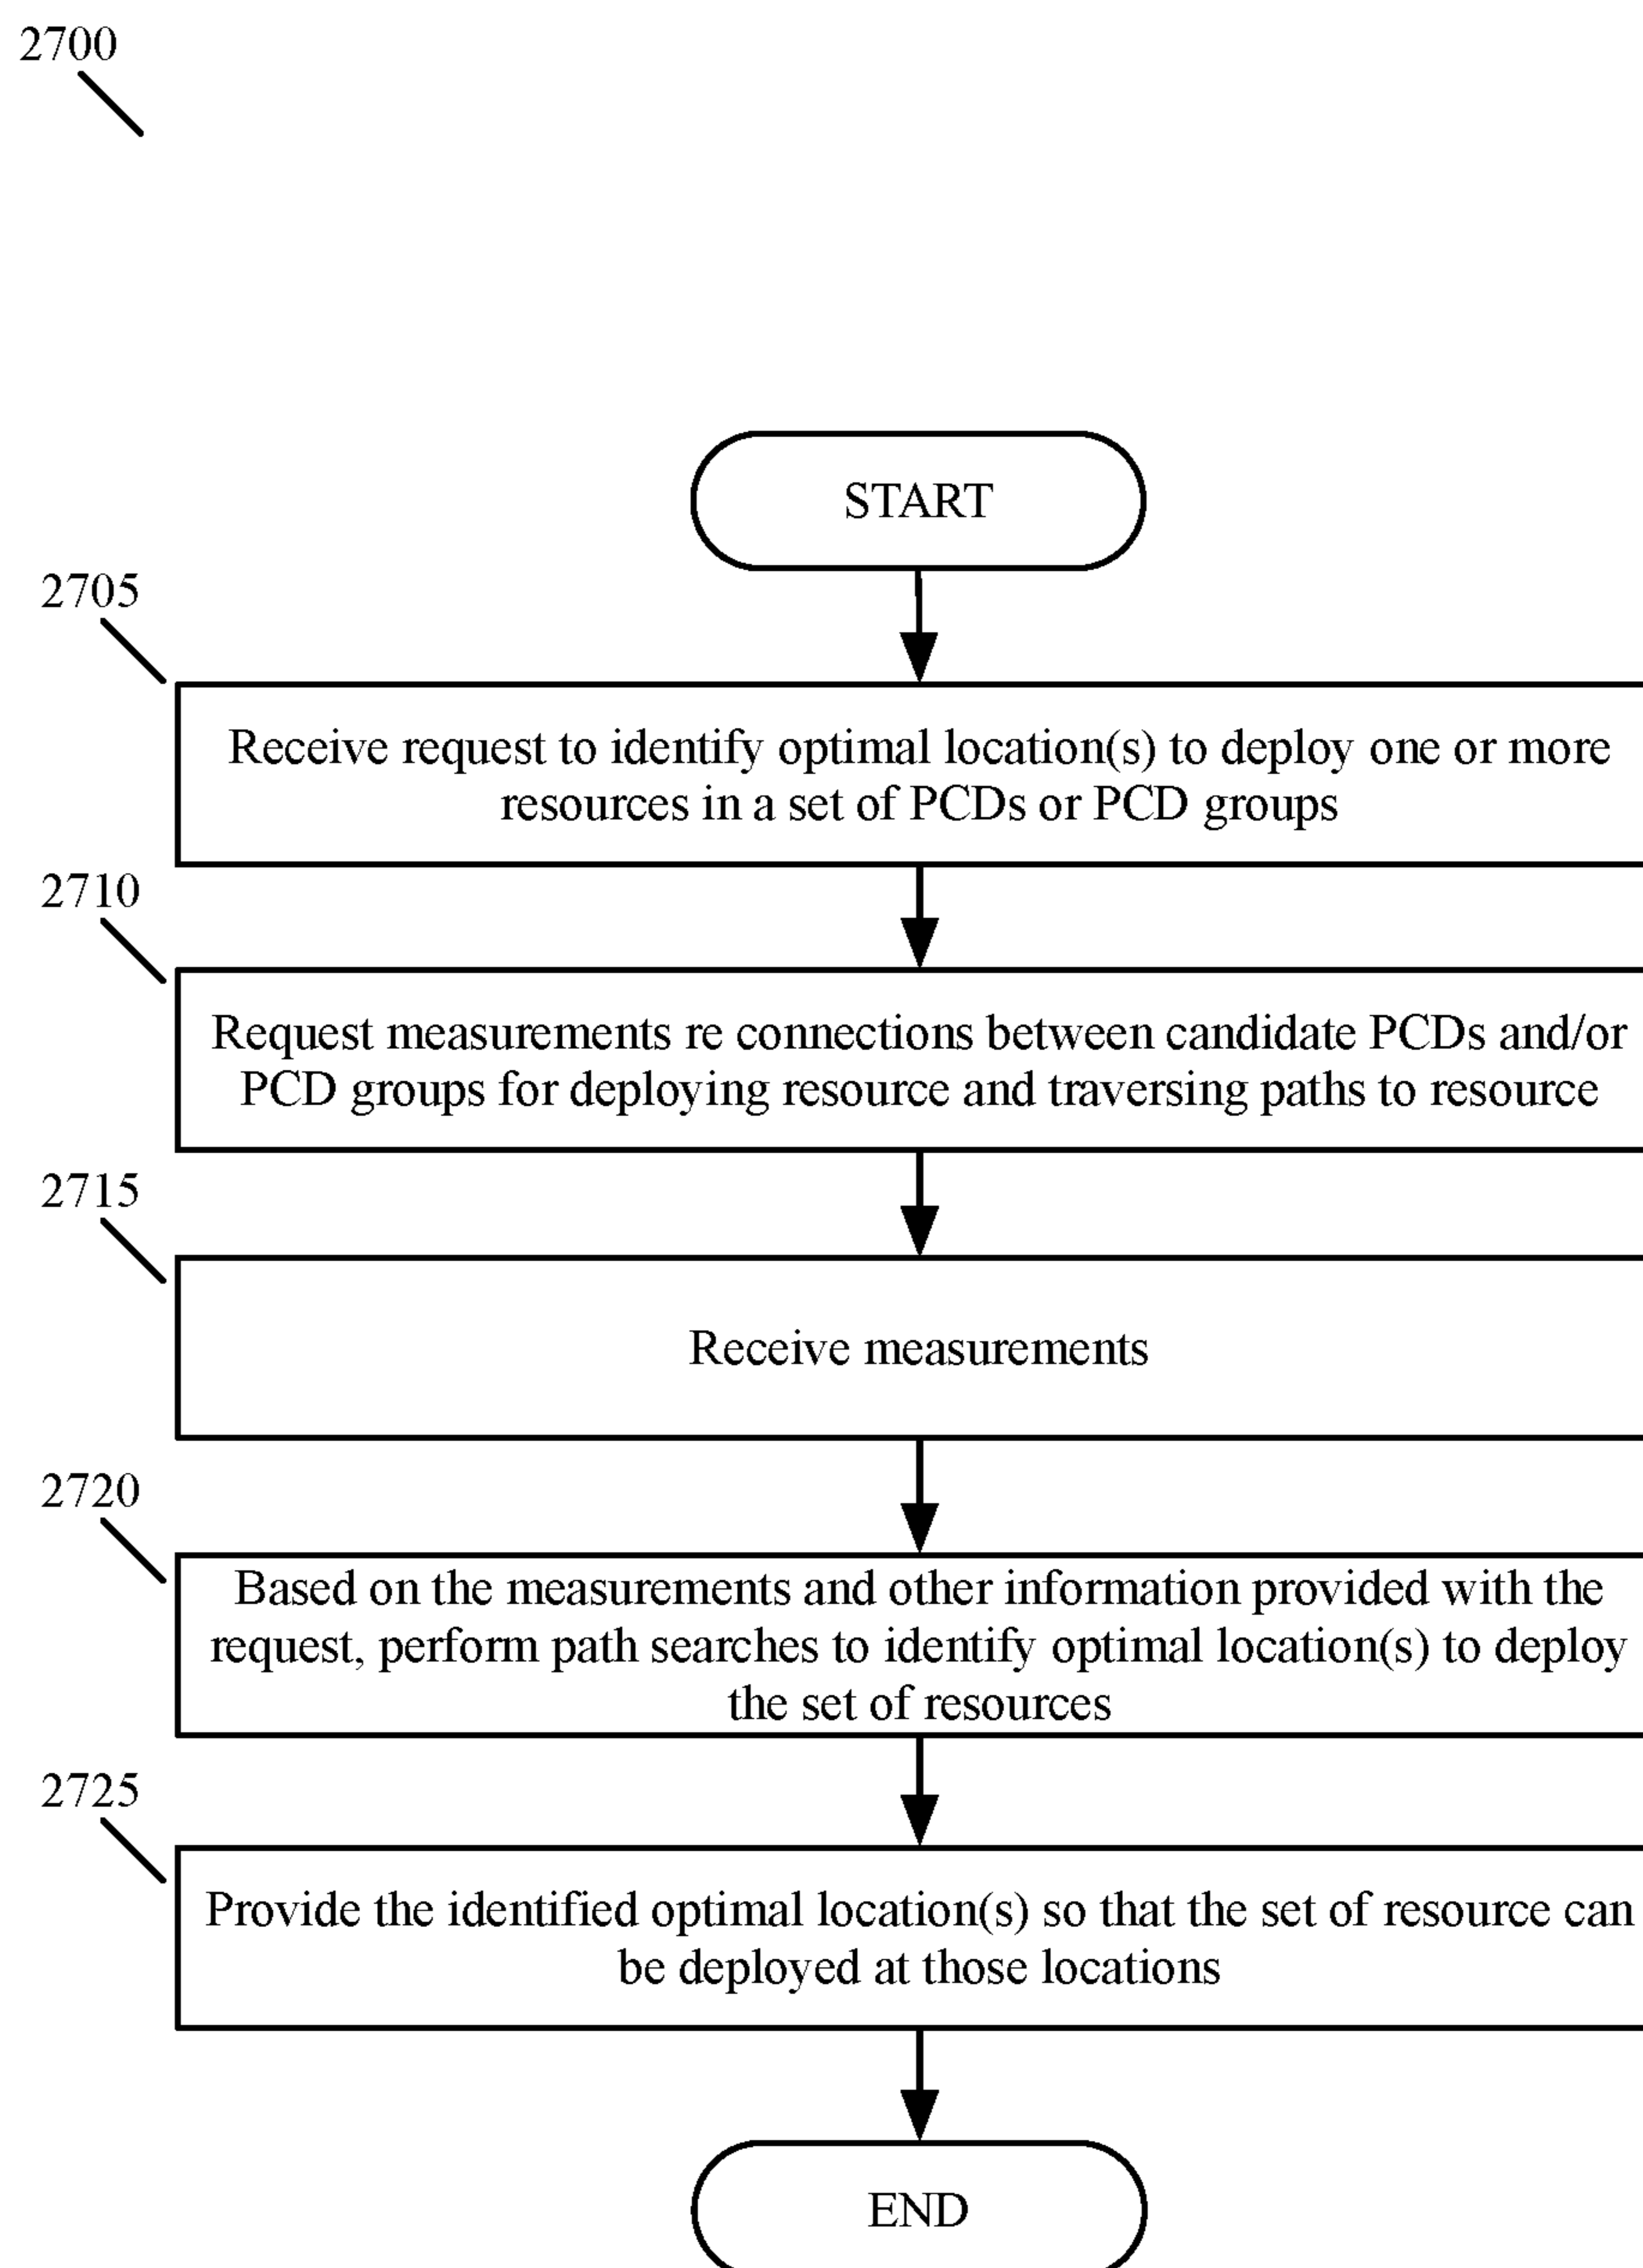 2700
START
2705
Receive request to identify optimal location(s) to deploy one or more
resources in a set of PCDs or PCD groups
2710
Request measurements re connections between candidate PCDs and/or
PCD groups for deploying resource and traversing paths to resource
2715
Receive measurements
2720
Based on the measurements and other information provided with the
request, perform path searches to identify optimal location(s) to deploy
the set of resources
2725
Provide the identified optimal location(s) so that the set of resource can
be deployed at those locations
END